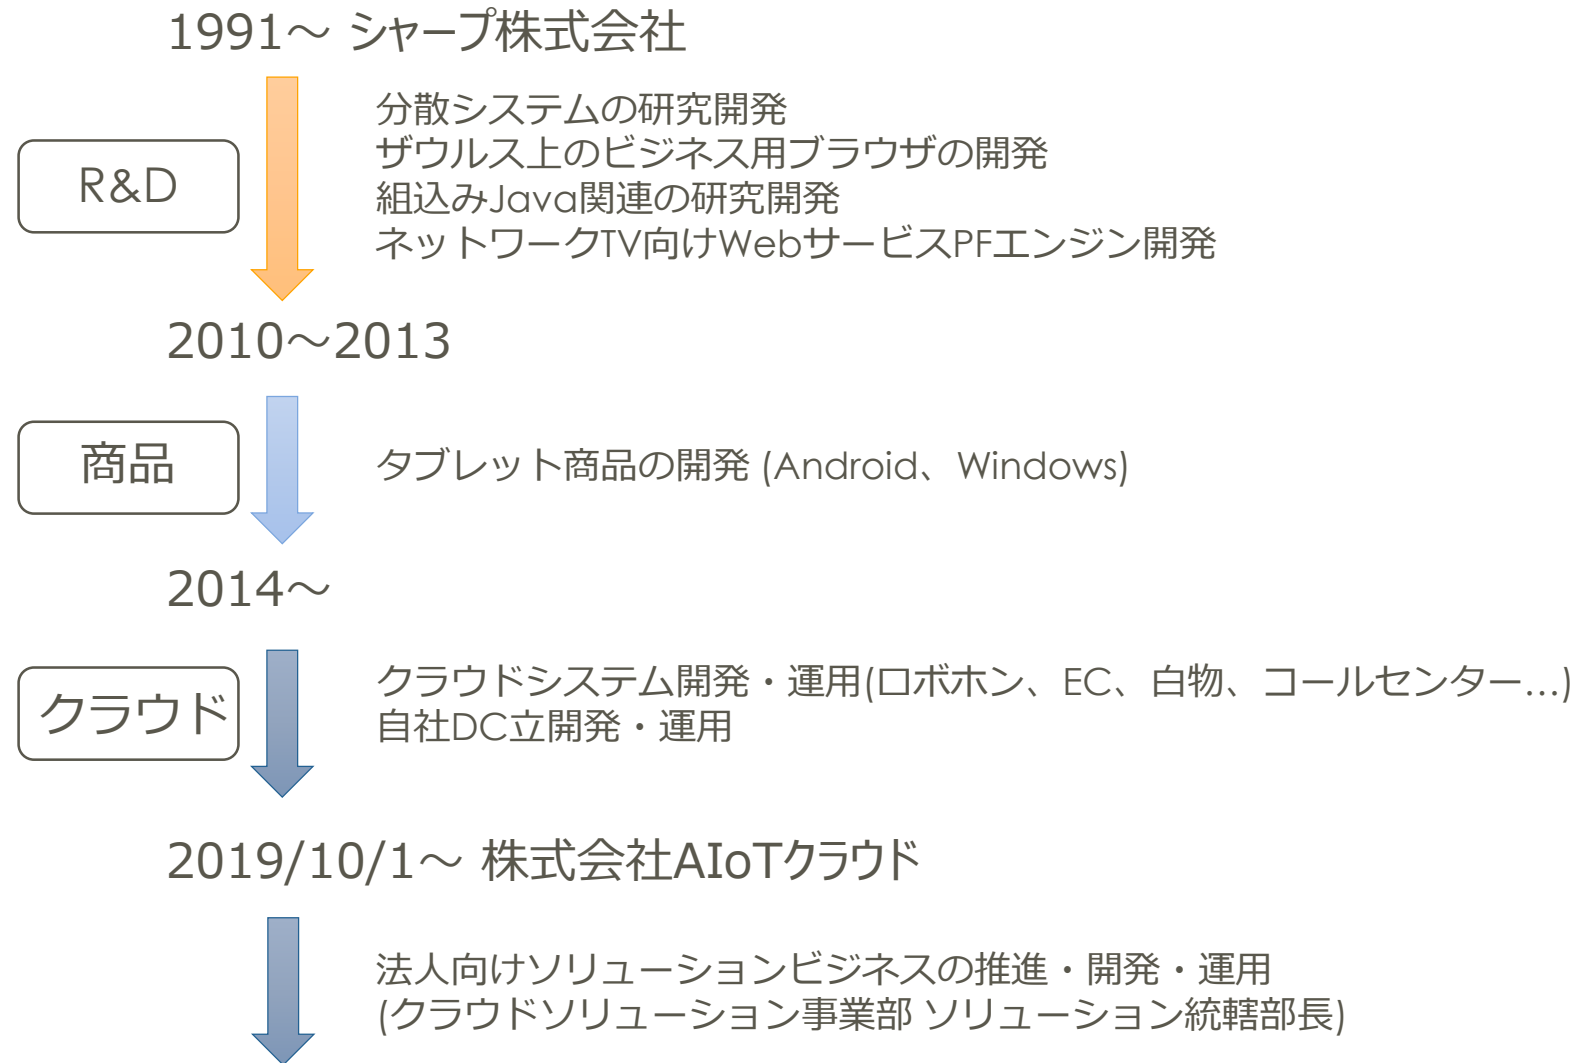 1991～ シャープ株式会社
分散システムの研究開発
ザウルス上のビジネス用ブラウザの開発
R&D
組込みJava関連の研究開発
ネットワークTV向けWebサービスPFエンジン開発
2010～2013
商品
タブレット商品の開発 (Android、Windows)
2014～
クラウド
クラウドシステム開発・運用(ロボホン、EC、白物、コールセンター…)
自社DC立開発・運用
2019/10/1～ 株式会社AIoTクラウド
法人向けソリューションビジネスの推進・開発・運用
(クラウドソリューション事業部 ソリューション統轄部長)